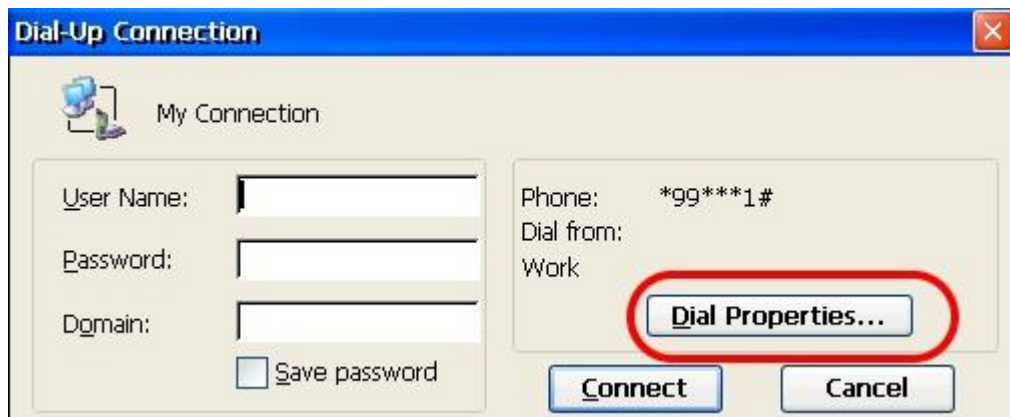 Dial-Up Connection
My Connection
User Name:
Password:
Domain:
Save password
Phone: *99***1#
Dial from:
Work
Dial Properties...
Connect Cancel